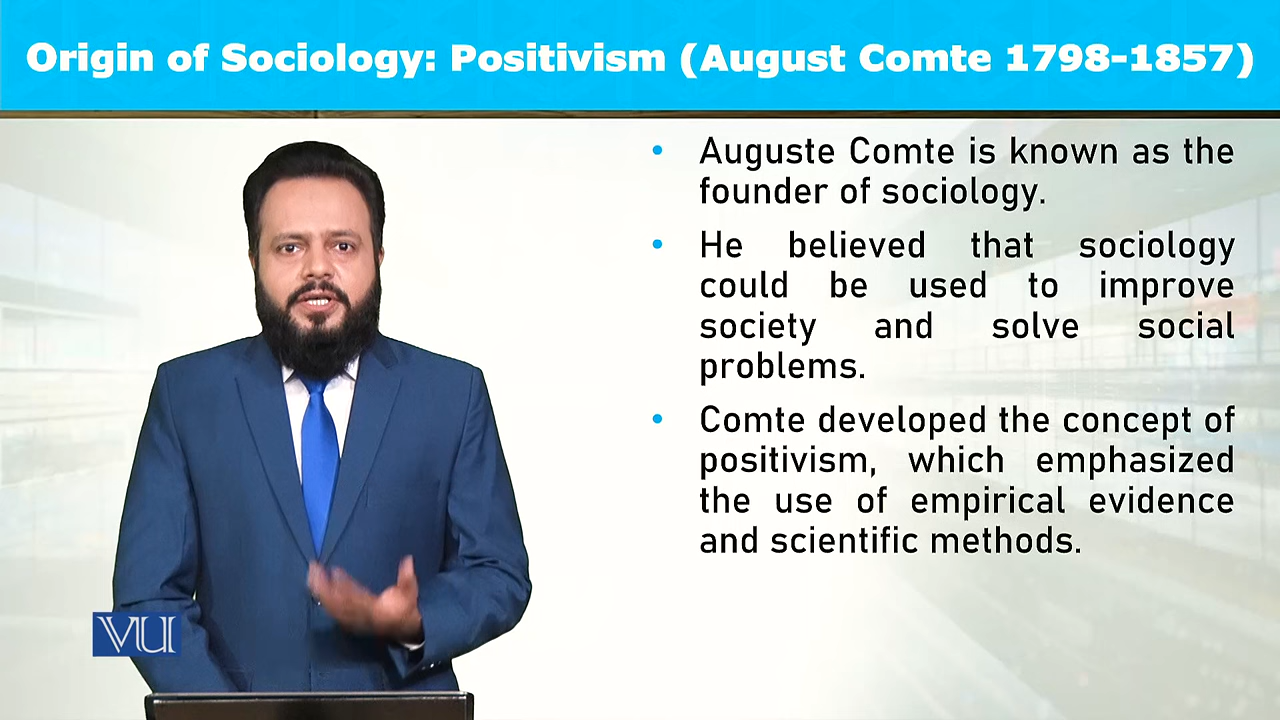 Origin of Sociology: Positivism (August Comte 1798-1857)
• Auguste Comte is known as the
founder of sociology.
• He believed that sociology
could be used to improve
society and solve social
problems.
• Comte developed the concept of
positivism, which emphasized
the use of empirical evidence
and scientific methods.
VU